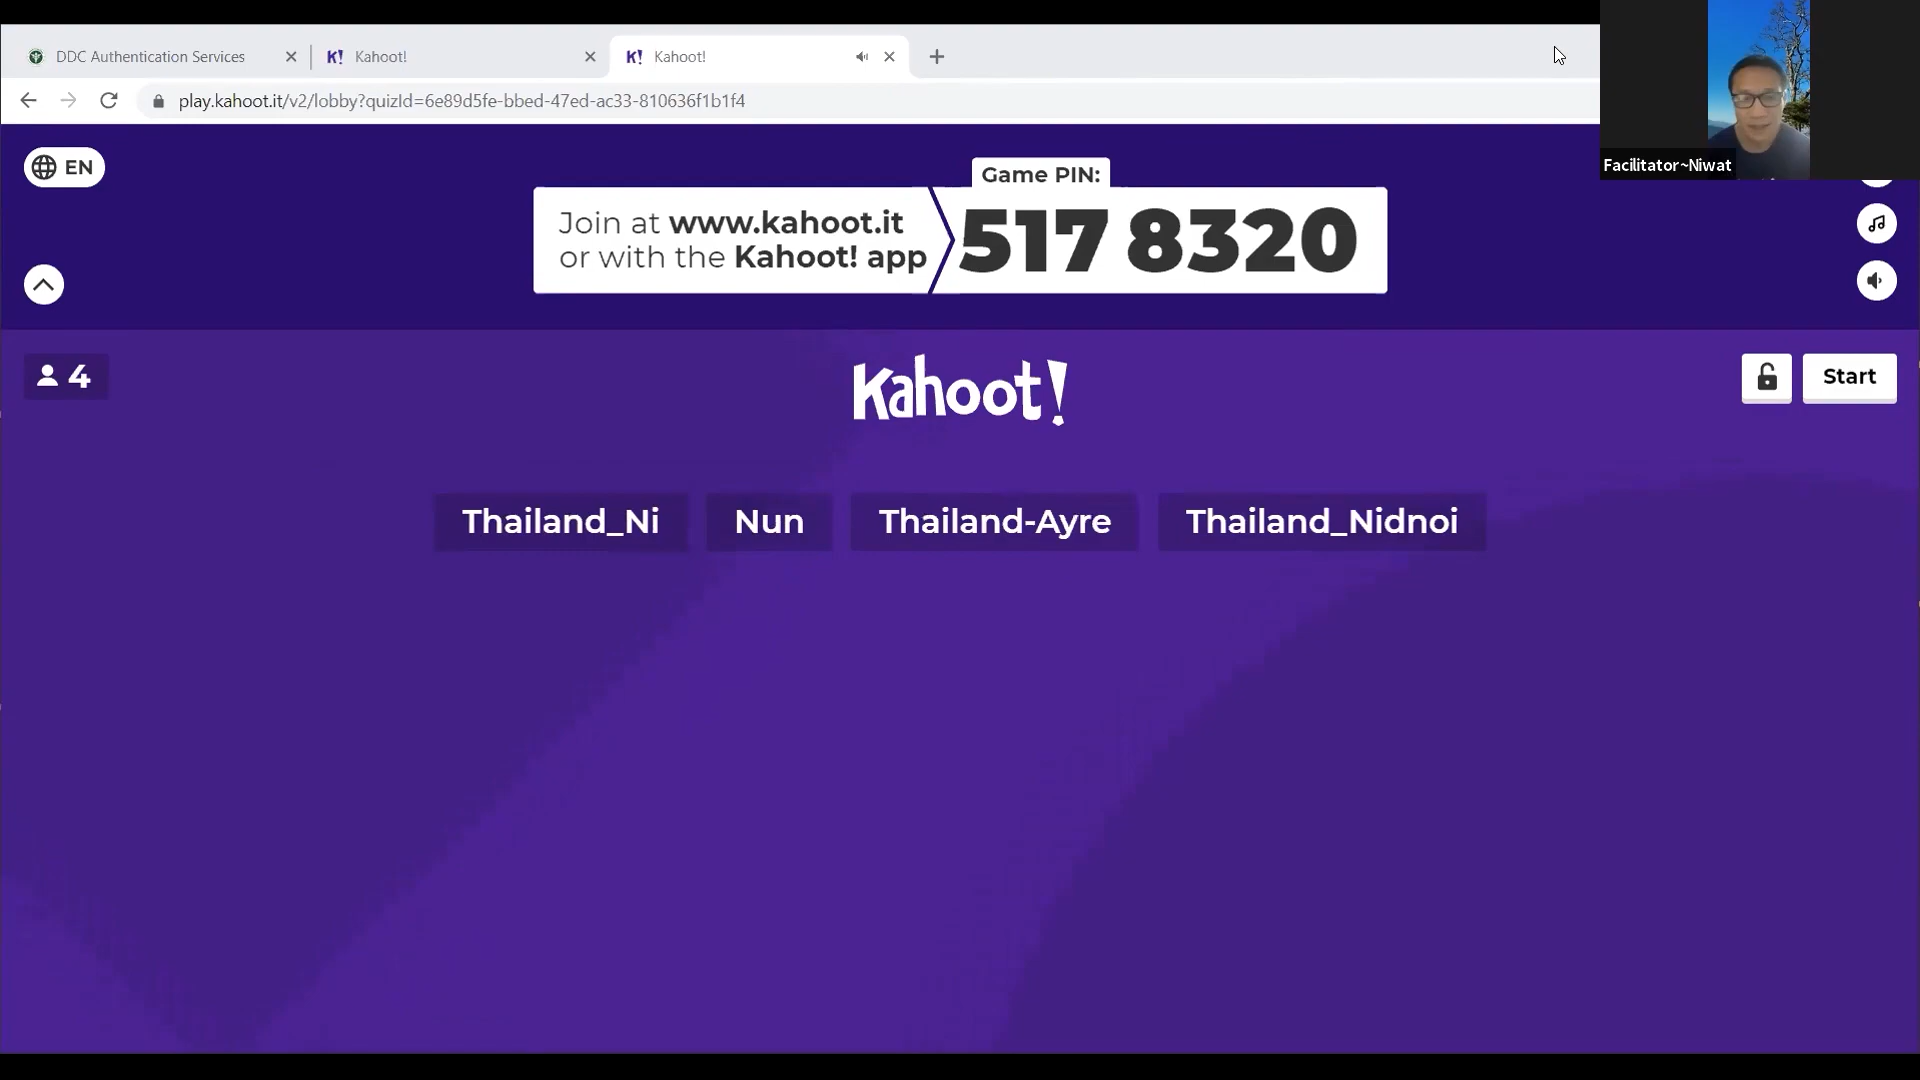 DDC Authentication Services
K! Kahoot!
K! Kahoot!
play.kahoot.it/v2/lobby?quizId=6e89d5fe-bbed-47ed-ac33-810636f1b1f4
Facilitator~Niwat
EN
Game PIN:
Join at www.kahoot.it
or with the Kahoot! app
517 8320
4
Kahoot!
Start
Thailand_Ni
Nun
Thailand-Ayre
Thailand_Nidnoi